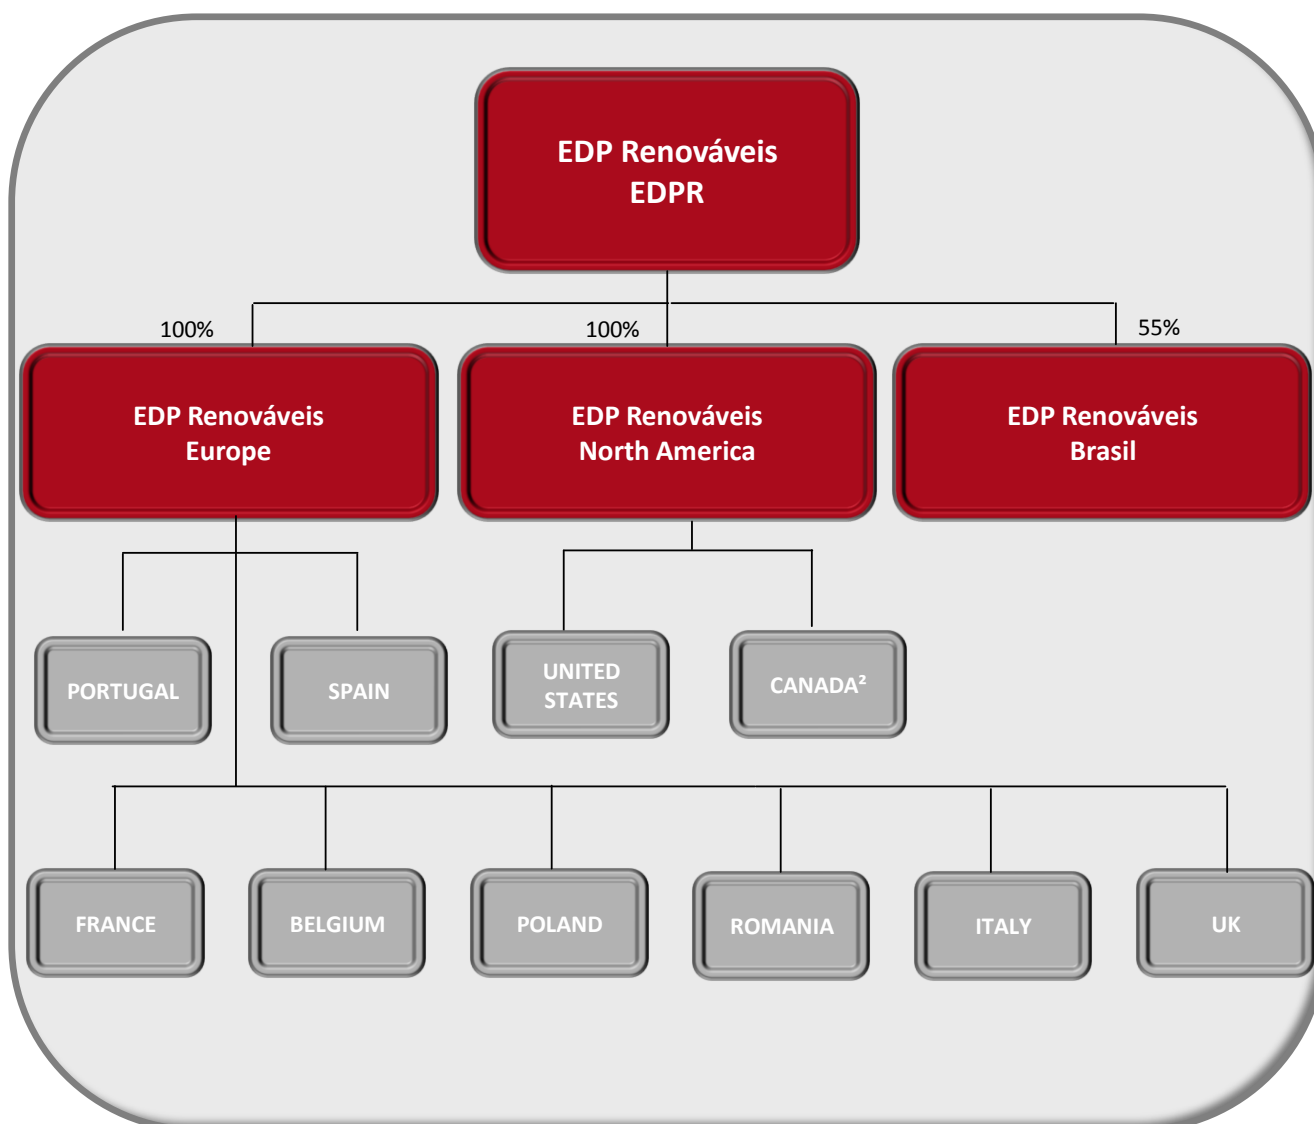 EDP Renováveis
EDPR
100%
100%
55%
EDP Renováveis
Europe
EDP Renováveis
North America
EDP Renováveis
Brasil
PORTUGAL
SPAIN
UNITED
STATES
CANADA²
FRANCE
BELGIUM
POLAND
ROMANIA
ITALY
UK